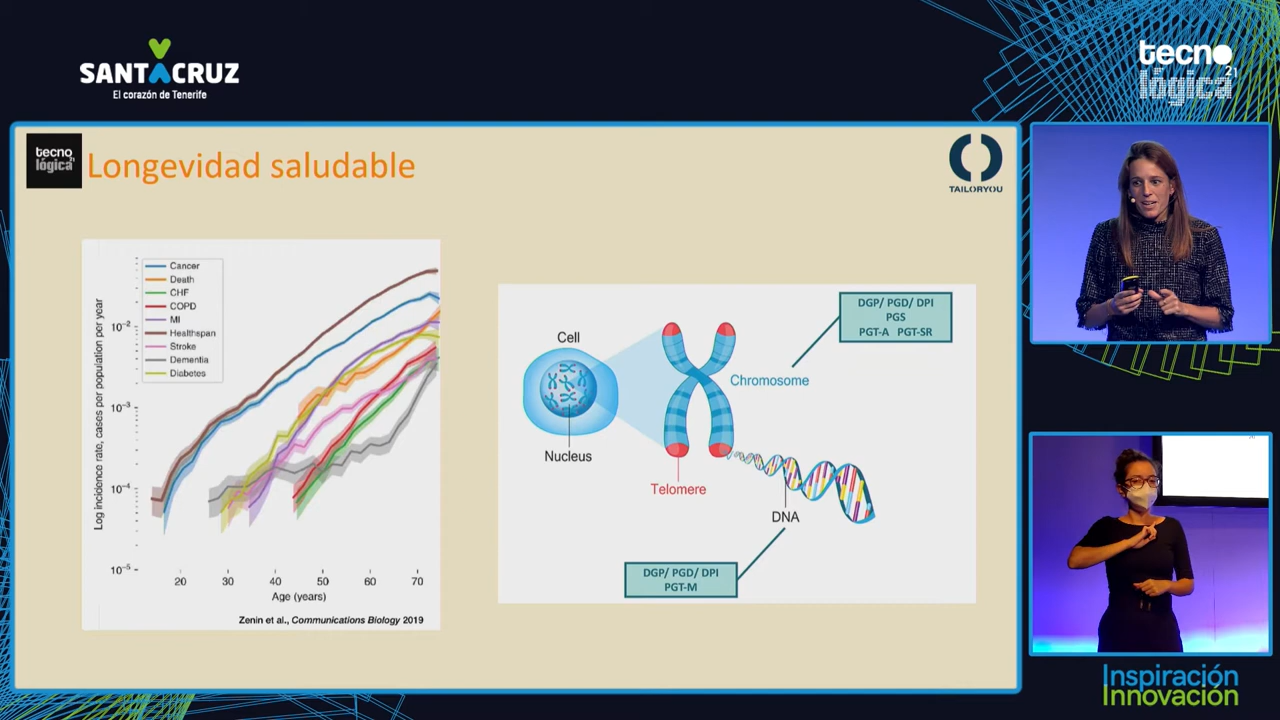 SANTACRUZ
El corazón de Tenerife
tecno
lógica
21
tecno
lógica
21
Longevidad saludable
TAILORYOU
Cancer
Death
CHF
COPD
MI
Healthspan
Stroke
Dementia
Diabetes
Log incidence rate, cases per population per year
10⁻²
10⁻³
10⁻⁴
10⁻⁵
20 30 40 50 60 70
Age (years)
Zenin et al., Communications Biology 2019
Cell
Nucleus
Chromosome
Telomere
DNA
DGP/ PGD/ DPI
PGS
PGT-A PGT-SR
DGP/ PGD/ DPI
PGT-M
Inspiración
Innovación